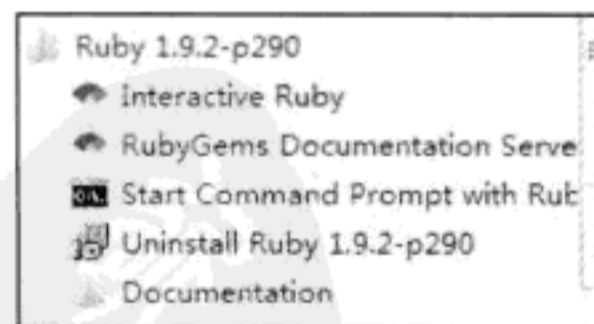 Ruby 1.9.2-p290
Interactive Ruby
RubyGems Documentation Serve
Start Command Prompt with Rub
Uninstall Ruby 1.9.2-p290
Documentation